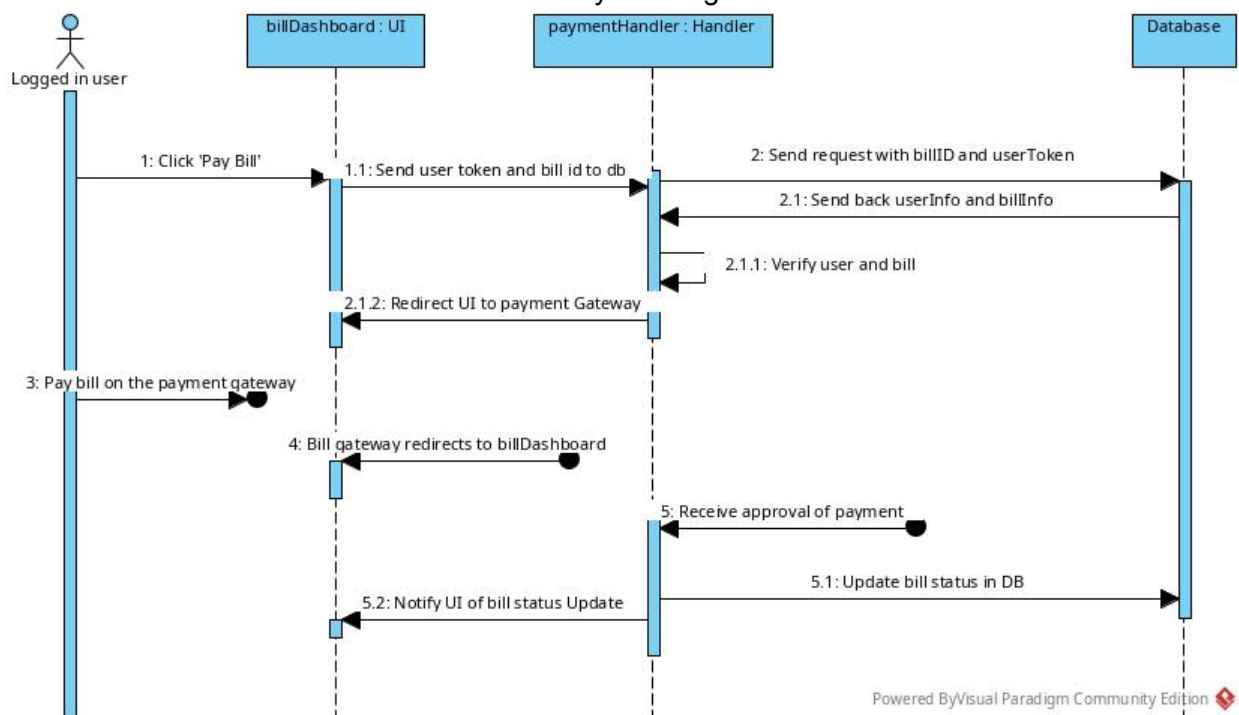 billDashboard : UI
paymentHandler : Handler
Database
Logged in user
1: Click 'Pay Bill'
1.1: Send user token and bill id to db
2: Send request with billID and userToken
2.1: Send back userInfo and billInfo
2.1.1: Verify user and bill
2.1.2: Redirect UI to payment Gateway
3: Pay bill on the payment gateway
4: Bill gateway redirects to billDashboard
5: Receive approval of payment
5.1: Update bill status in DB
5.2: Notify UI of bill status Update
Powered ByVisual Paradigm Community Edition